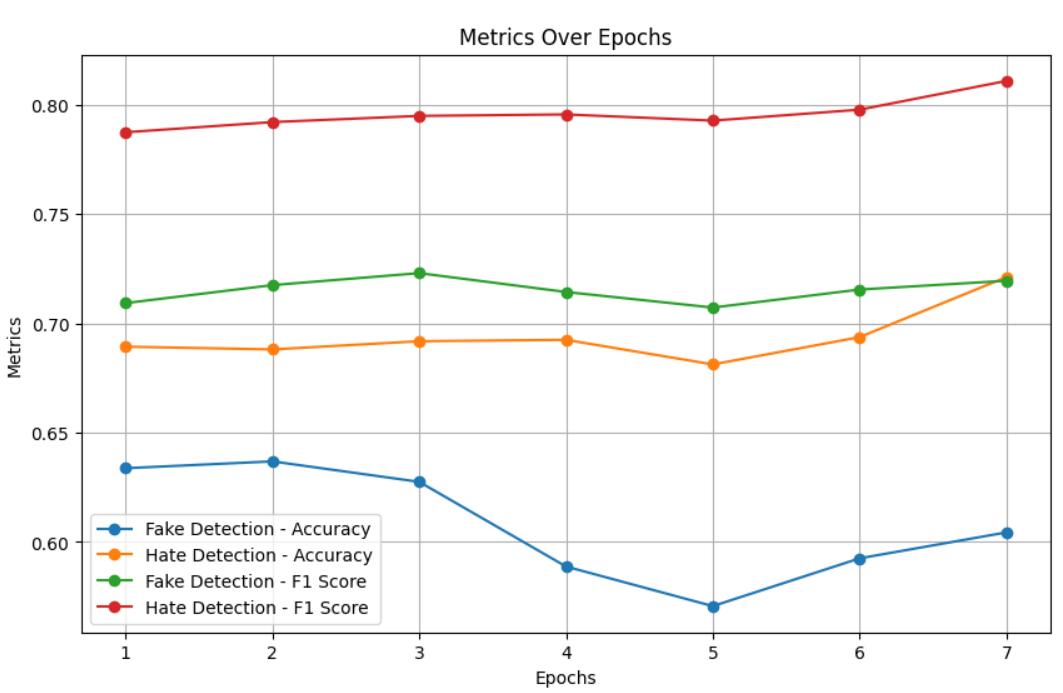 Metrics Over Epochs
Metrics
0.80
0.75
0.70
0.65
0.60
Fake Detection - Accuracy
Hate Detection - Accuracy
Fake Detection - F1 Score
Hate Detection - F1 Score
1 2 3 4 5 6 7
Epochs